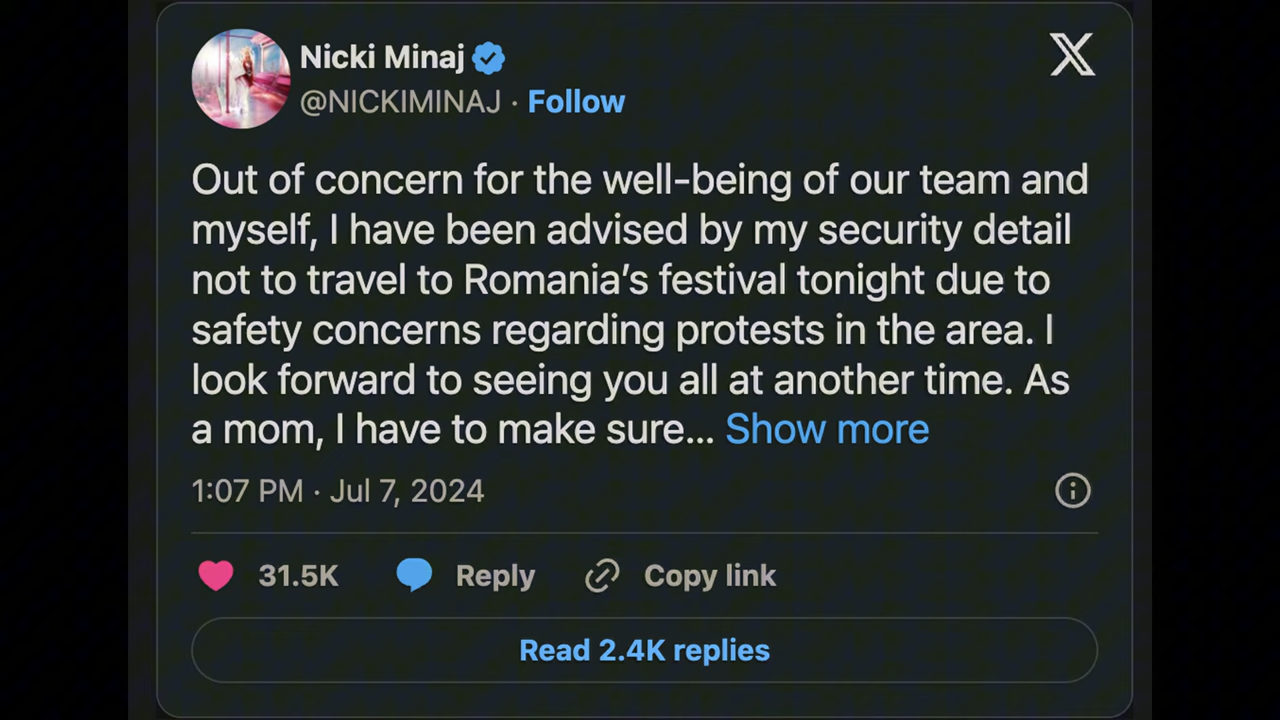 Nicki Minaj
@NICKIMINAJ · Follow
Out of concern for the well-being of our team and
myself, I have been advised by my security detail
not to travel to Romania’s festival tonight due to
safety concerns regarding protests in the area. I
look forward to seeing you all at another time. As
a mom, I have to make sure... Show more
1:07 PM · Jul 7, 2024
31.5K Reply Copy link
Read 2.4K replies